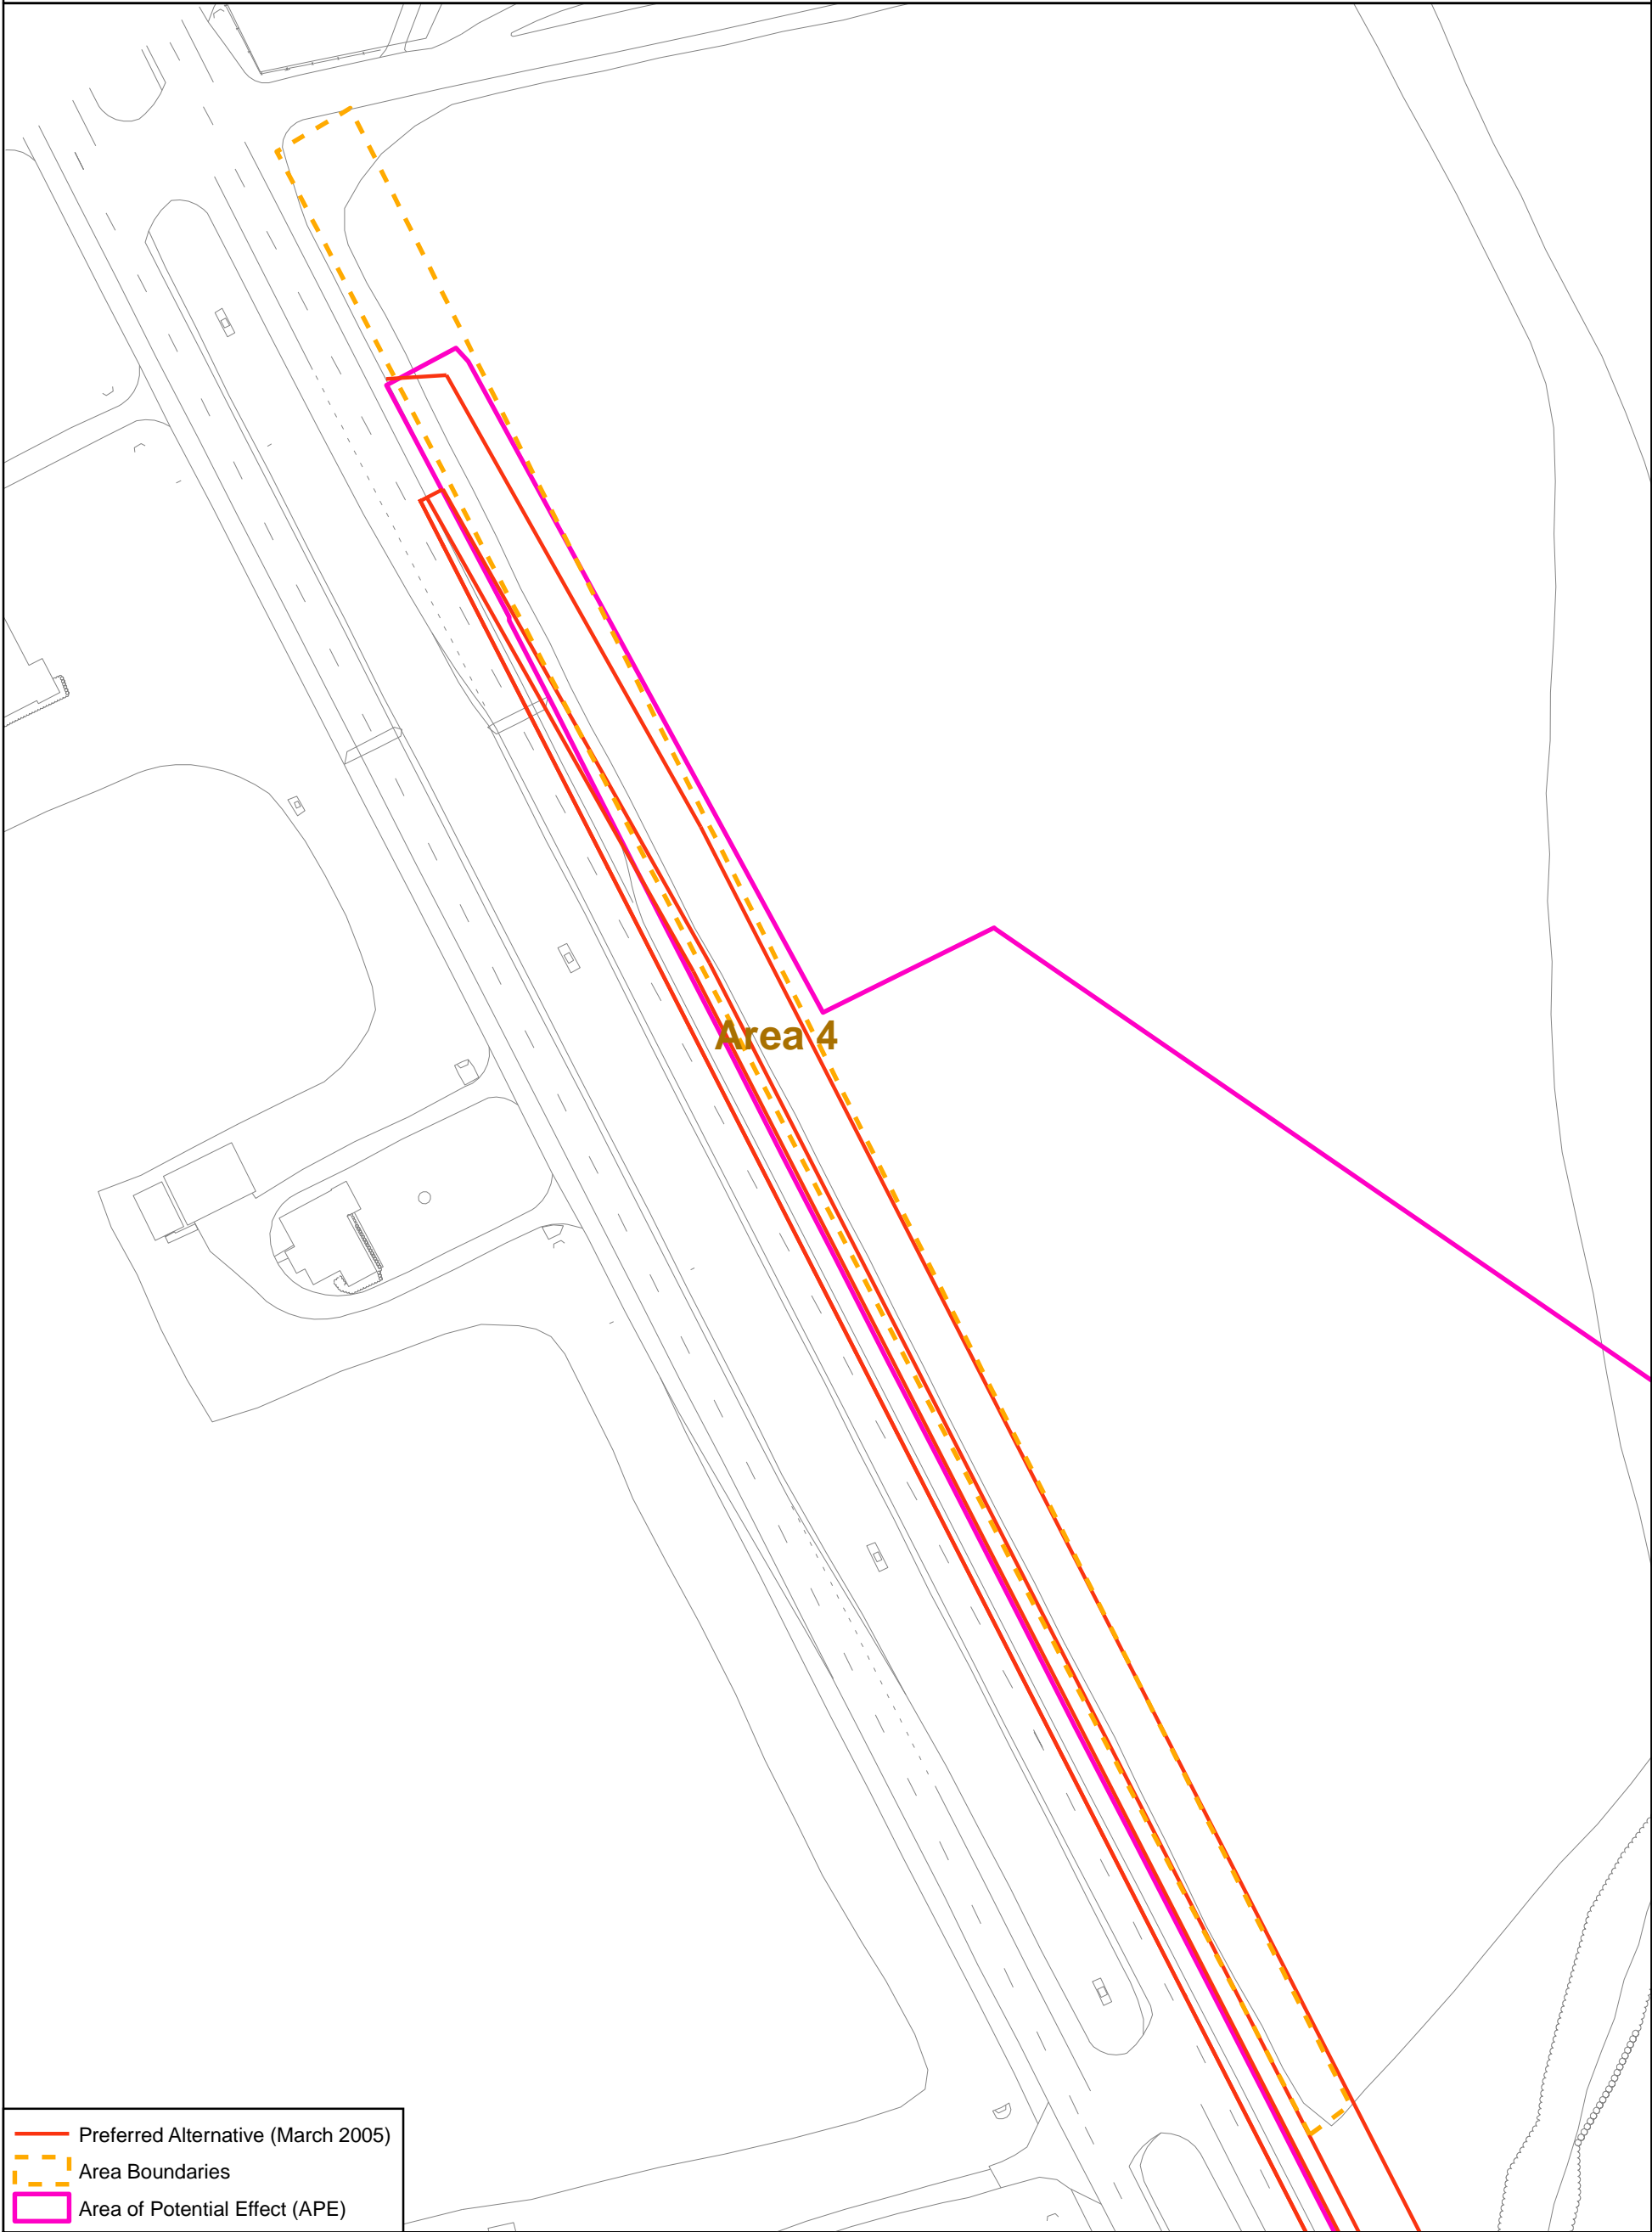 Area 4
Preferred Alternative (March 2005)
Area Boundaries
Area of Potential Effect (APE)